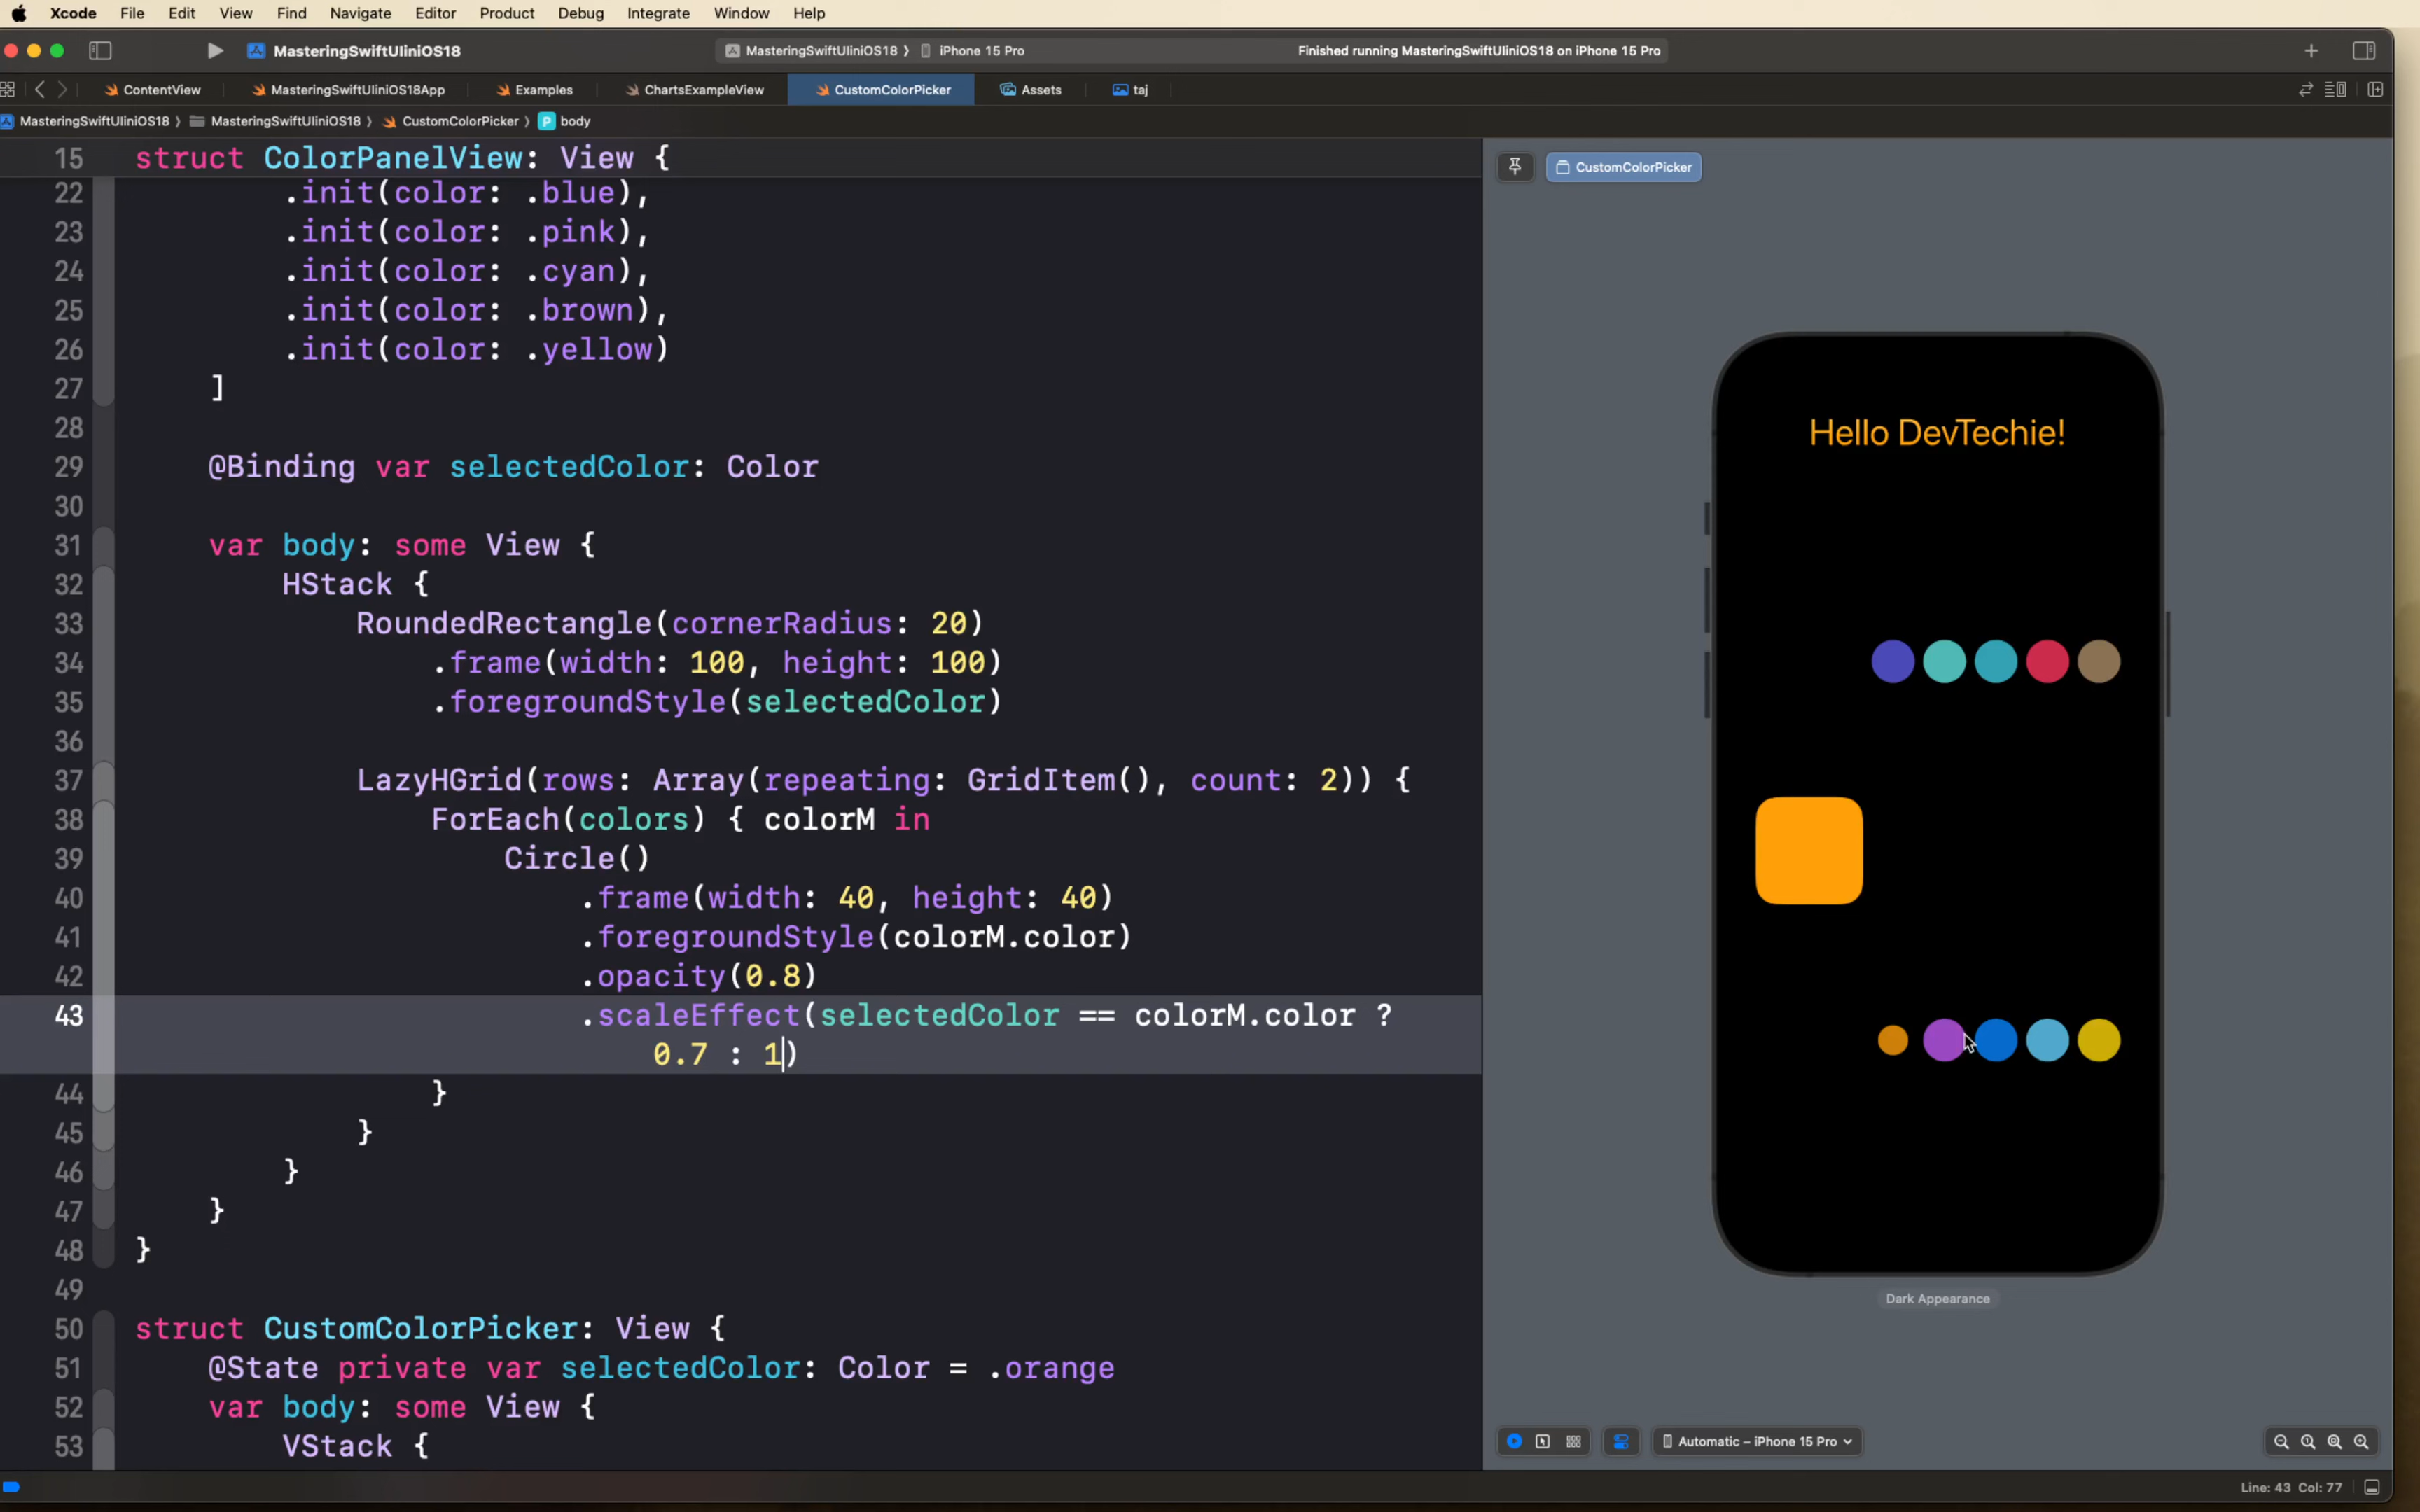 Xcode File Edit View Find Navigate Editor Product Debug Integrate Window Help
MasteringSwiftUIiniOS18
MasteringSwiftUIiniOS18 ⟩ iPhone 15 Pro
Finished running MasteringSwiftUIiniOS18 on iPhone 15 Pro
ContentView MasteringSwiftUIiniOS18App Examples ChartsExampleView CustomColorPicker Assets taj
MasteringSwiftUIiniOS18 ⟩ MasteringSwiftUIiniOS18 ⟩ CustomColorPicker ⟩ P body
15 struct ColorPanelView: View {
22 .init(color: .blue),
23 .init(color: .pink),
24 .init(color: .cyan),
25 .init(color: .brown),
26 .init(color: .yellow)
27 ]
28
29 @Binding var selectedColor: Color
30
31 var body: some View {
32 HStack {
33 RoundedRectangle(cornerRadius: 20)
34 .frame(width: 100, height: 100)
35 .foregroundStyle(selectedColor)
36
37 LazyHGrid(rows: Array(repeating: GridItem(), count: 2)) {
38 ForEach(colors) { colorM in
39 Circle()
40 .frame(width: 40, height: 40)
41 .foregroundStyle(colorM.color)
42 .opacity(0.8)
43 .scaleEffect(selectedColor == colorM.color ?
0.7 : 1)
44 }
45 }
46 }
47 }
48 }
49
50 struct CustomColorPicker: View {
51 @State private var selectedColor: Color = .orange
52 var body: some View {
53 VStack {
CustomColorPicker
Hello DevTechie!
Dark Appearance
Automatic – iPhone 15 Pro
Line: 43 Col: 77